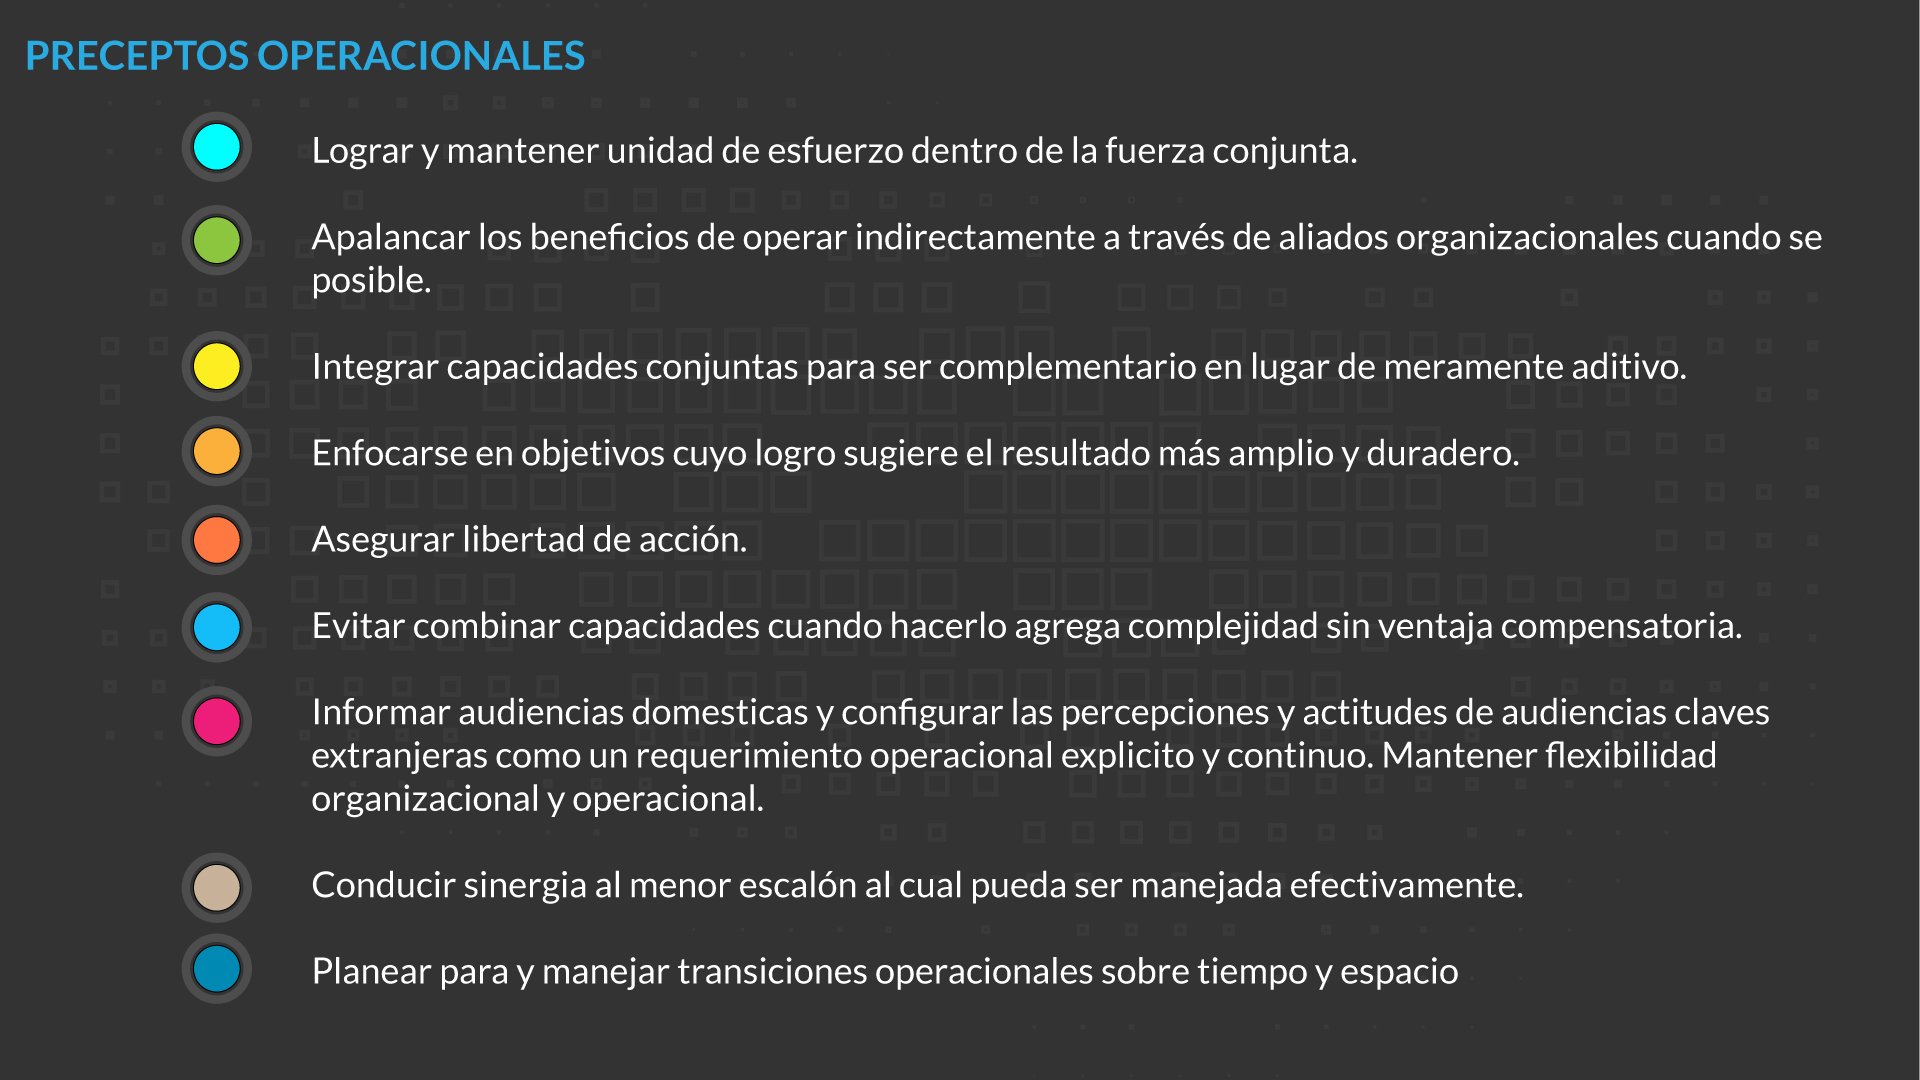 PRECEPTOS OPERACIONALES
Lograr y mantener unidad de esfuerzo dentro de la fuerza conjunta.
Apalancar los beneficios de operar indirectamente a través de aliados organizacionales cuando se
posible.
Integrar capacidades conjuntas para ser complementario en lugar de meramente aditivo.
Enfocarse en objetivos cuyo logro sugiere el resultado más amplio y duradero.
Asegurar libertad de acción.
Evitar combinar capacidades cuando hacerlo agrega complejidad sin ventaja compensatoria.
Informar audiencias domesticas y configurar las percepciones y actitudes de audiencias claves
extranjeras como un requerimiento operacional explicito y continuo. Mantener flexibilidad
organizacional y operacional.
Conducir sinergia al menor escalón al cual pueda ser manejada efectivamente.
Planear para y manejar transiciones operacionales sobre tiempo y espacio